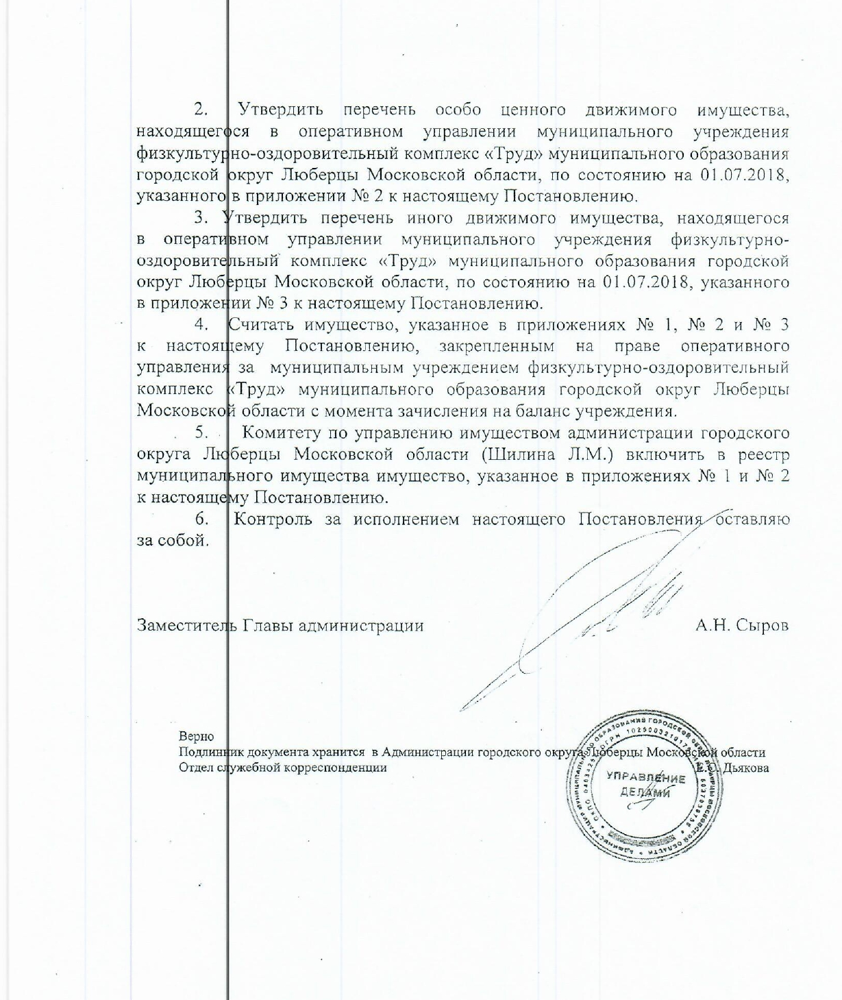 2. Утвердить перечень особо ценного движимого имущества,
находящегося в оперативном управлении муниципального учреждения
физкультурно-оздоровительный комплекс «Труд» муниципального образования
городской округ Люберцы Московской области, по состоянию на 01.07.2018,
указанного в приложении № 2 к настоящему Постановлению.
3. Утвердить перечень иного движимого имущества, находящегося
в оперативном управлении муниципального учреждения физкультурно-
оздоровительный комплекс «Труд» муниципального образования городской
округ Люберцы Московской области, по состоянию на 01.07.2018, указанного
в приложении № 3 к настоящему Постановлению.
4. Считать имущество, указанное в приложениях № 1, № 2 и № 3
к настоящему Постановлению, закрепленным на праве оперативного
управления за муниципальным учреждением физкультурно-оздоровительный
комплекс «Труд» муниципального образования городской округ Люберцы
Московской области с момента зачисления на баланс учреждения.
5. Комитету по управлению имуществом администрации городского
округа Люберцы Московской области (Шилина Л.М.) включить в реестр
муниципального имущества имущество, указанное в приложениях № 1 и № 2
к настоящему Постановлению.
6. Контроль за исполнением настоящего Постановления оставляю
за собой.
Заместитель Главы администрации А.Н. Сыров
Верно
Подлинник документа хранится в Администрации городского округа Люберцы Московской области
Отдел служебной корреспонденции Е.О. Дьякова
УПРАВЛЕНИЕ
ДЕЛАМИ